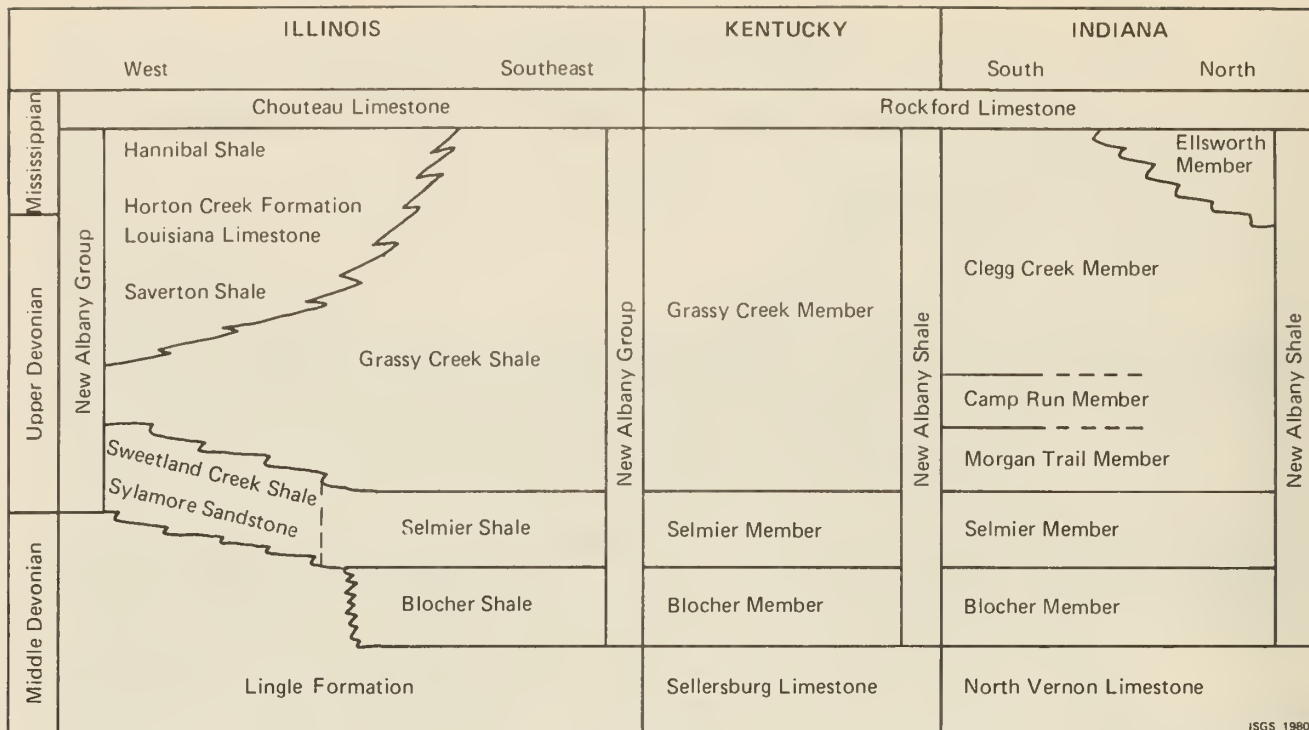 ILLINOIS
KENTUCKY
INDIANA
West
Southeast
South
North
Mississippian
Upper Devonian
Middle Devonian
Chouteau Limestone
Rockford Limestone
New Albany Group
Hannibal Shale
Horton Creek Formation
Louisiana Limestone
Saverton Shale
Grassy Creek Shale
Sweetland Creek Shale
Sylamore Sandstone
Selmier Shale
Blocher Shale
Lingle Formation
New Albany Group
Grassy Creek Member
Selmier Member
Blocher Member
Sellersburg Limestone
New Albany Shale
Ellsworth
Member
Clegg Creek Member
Camp Run Member
Morgan Trail Member
Selmier Member
Blocher Member
North Vernon Limestone
New Albany Shale
ISGS 1980